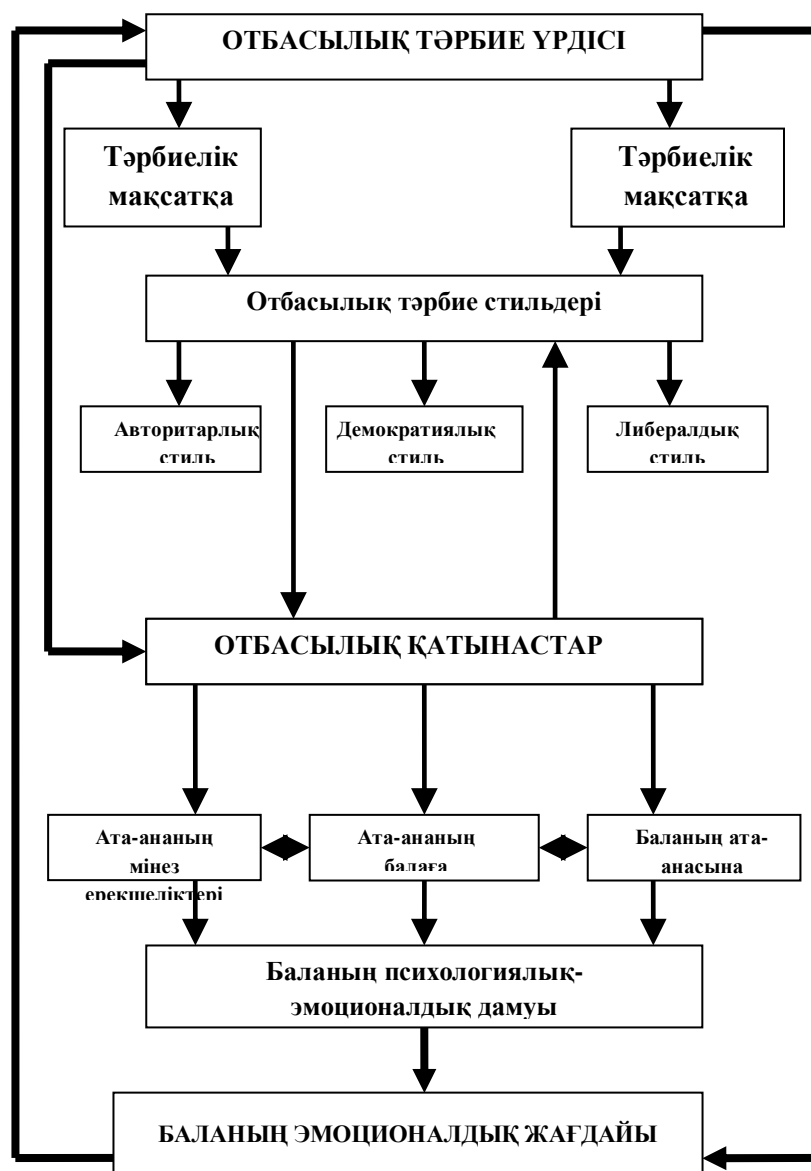 ОТБАСЫЛЫҚ ТӘРБИЕ ҮРДІСІ
Тәрбиелік
мақсатқа
Тәрбиелік
мақсатқа
Отбасылық тәрбие стильдері
Авторитарлық
стиль
Демократиялық
стиль
Либералдық
стиль
ОТБАСЫЛЫҚ ҚАТЫНАСТАР
Ата-ананың
мінез
ерекшеліктері
Ата-ананың
балаға
Баланың ата-
анасына
Баланың психологиялық-
эмоционалдық дамуы
БАЛАНЫҢ ЭМОЦИОНАЛДЫҚ ЖАҒДАЙЫ